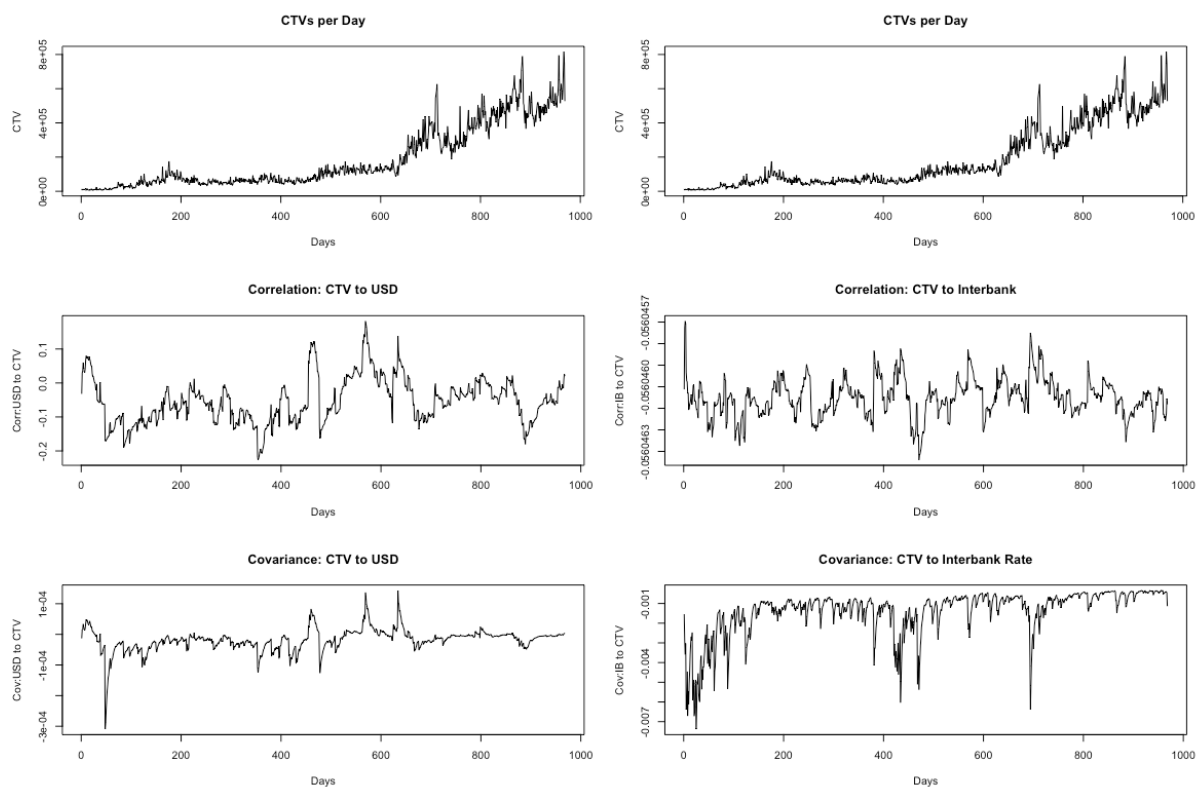 CTVs per Day
CTV
0e+00 4e+05 8e+05
0 200 400 600 800 1000
Days
CTVs per Day
CTV
0e+00 4e+05 8e+05
0 200 400 600 800 1000
Days
Correlation: CTV to USD
Corr:USD to CTV
-0.2 -0.1 0.0 0.1
0 200 400 600 800 1000
Days
Correlation: CTV to Interbank
Corr:IB to CTV
-0.0560463 -0.0560460 -0.0560457
0 200 400 600 800 1000
Days
Covariance: CTV to USD
Cov:USD to CTV
-3e-04 -1e-04 1e-04
0 200 400 600 800 1000
Days
Covariance: CTV to Interbank Rate
Cov:IB to CTV
-0.007 -0.004 -0.001
0 200 400 600 800 1000
Days